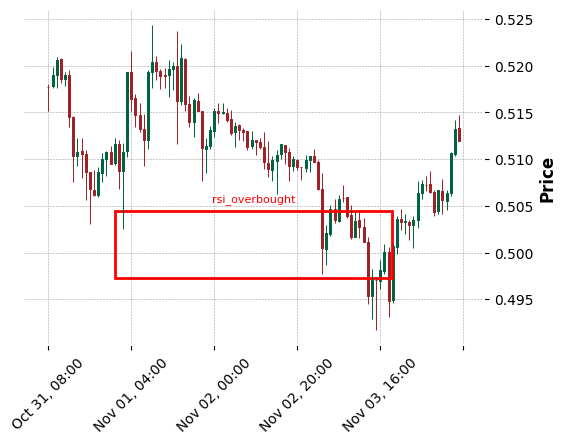 0.525
0.520
0.515
0.510
0.505
0.500
0.495
Price
rsi_overbought
Oct 31, 08:00
Nov 01, 04:00
Nov 02, 00:00
Nov 02, 20:00
Nov 03, 16:00